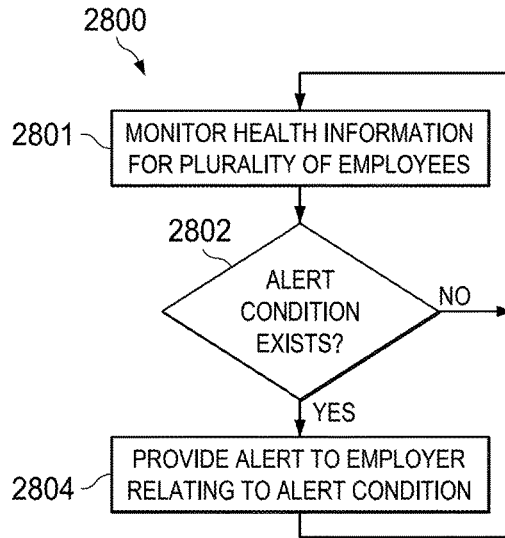 2800
2801
MONITOR HEALTH INFORMATION
FOR PLURALITY OF EMPLOYEES
2802
ALERT
CONDITION
EXISTS?
NO
YES
2804
PROVIDE ALERT TO EMPLOYER
RELATING TO ALERT CONDITION